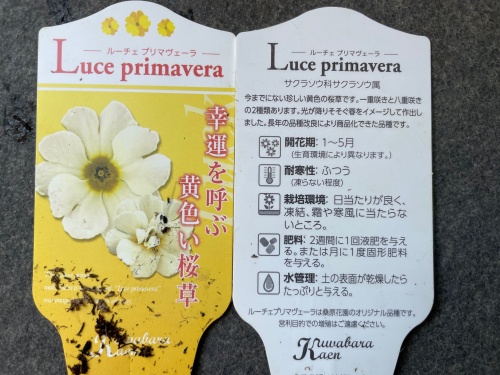 ルーチェ プリマヴェーラ
Luce primavera
幸運を呼ぶ
黄色い桜草
Kuwabara
Kaen
ルーチェ プリマヴェーラ
Luce primavera
サクラソウ科サクラソウ属
今までにない珍しい黄色の桜草です。一重咲きと八重咲き
の2種類あります。光が降りそそぐ春をイメージして作出し
ました。長年の品種改良により商品化できた品種です。
開花期: 1〜5月
(生育環境により異なります。)
耐寒性: ふつう
(凍らない程度)
栽培環境: 日当たりが良く、
凍結、霜や寒風に当たらな
いところ。
肥料: 2週間に1回液肥を与え
る。または月に1度固形肥料
を与える。
水管理: 土の表面が乾燥したら
たっぷりと与える。
ルーチェプリマヴェーラは桑原花園のオリジナル品種です。
営利目的での増殖はご遠慮ください。
Kuwabara
Kaen